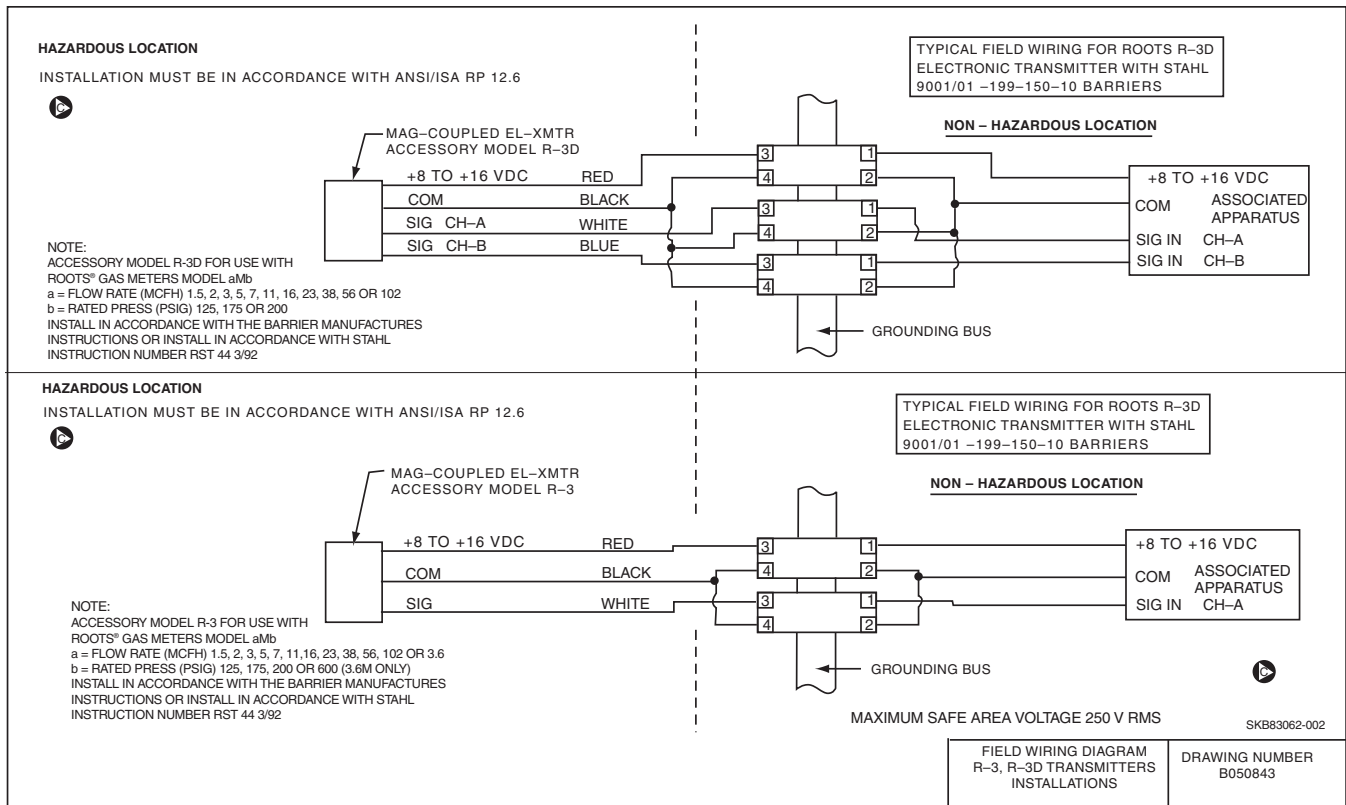 HAZARDOUS LOCATION
INSTALLATION MUST BE IN ACCORDANCE WITH ANSI/ISA RP 12.6
C
TYPICAL FIELD WIRING FOR ROOTS R–3D
ELECTRONIC TRANSMITTER WITH STAHL
9001/01 –199–150–10 BARRIERS
NON – HAZARDOUS LOCATION
MAG–COUPLED EL–XMTR
ACCESSORY MODEL R–3D
+8 TO +16 VDC RED
COM BLACK
SIG CH–A WHITE
SIG CH–B BLUE
3 1
4 2
3 1
4 2
3 1
4 2
+8 TO +16 VDC
COM ASSOCIATED
APPARATUS
SIG IN CH–A
SIG IN CH–B
GROUNDING BUS
NOTE:
ACCESSORY MODEL R-3D FOR USE WITH
ROOTS® GAS METERS MODEL aMb
a = FLOW RATE (MCFH) 1.5, 2, 3, 5, 7, 11, 16, 23, 38, 56 OR 102
b = RATED PRESS (PSIG) 125, 175 OR 200
INSTALL IN ACCORDANCE WITH THE BARRIER MANUFACTURES
INSTRUCTIONS OR INSTALL IN ACCORDANCE WITH STAHL
INSTRUCTION NUMBER RST 44 3/92
HAZARDOUS LOCATION
INSTALLATION MUST BE IN ACCORDANCE WITH ANSI/ISA RP 12.6
C
TYPICAL FIELD WIRING FOR ROOTS R–3D
ELECTRONIC TRANSMITTER WITH STAHL
9001/01 –199–150–10 BARRIERS
NON – HAZARDOUS LOCATION
MAG–COUPLED EL–XMTR
ACCESSORY MODEL R–3
+8 TO +16 VDC RED
COM BLACK
SIG WHITE
3 1
4 2
3 1
4 2
+8 TO +16 VDC
COM ASSOCIATED
APPARATUS
SIG IN CH–A
GROUNDING BUS
C
NOTE:
ACCESSORY MODEL R-3 FOR USE WITH
ROOTS® GAS METERS MODEL aMb
a = FLOW RATE (MCFH) 1.5, 2, 3, 5, 7, 11,16, 23, 38, 56, 102 OR 3.6
b = RATED PRESS (PSIG) 125, 175, 200 OR 600 (3.6M ONLY)
INSTALL IN ACCORDANCE WITH THE BARRIER MANUFACTURES
INSTRUCTIONS OR INSTALL IN ACCORDANCE WITH STAHL
INSTRUCTION NUMBER RST 44 3/92
MAXIMUM SAFE AREA VOLTAGE 250 V RMS
SKB83062-002
FIELD WIRING DIAGRAM
R–3, R–3D TRANSMITTERS
INSTALLATIONS
DRAWING NUMBER
B050843